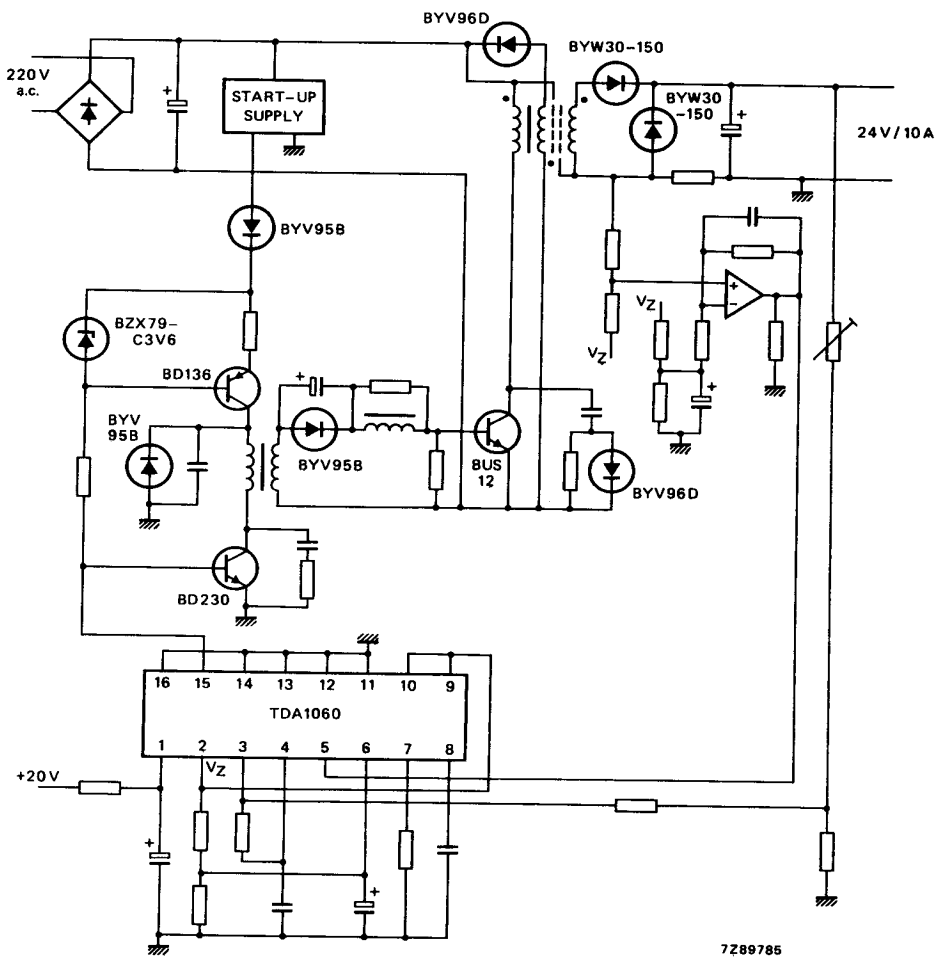 BYV96D
BYW30-150
220V
a.c.
+
START-UP
SUPPLY
BYW30
-150
+
24V/10A
BYV95B
BZX79-
C3V6
+
−
VZ
VZ
BD136
+
+
BYV
95B
BYV95B
BUS
12
BYV96D
BD230
16 15 14 13 12 11 10 9
TDA1060
1 2 3 4 5 6 7 8
VZ
+20V
+
+
7Z89785